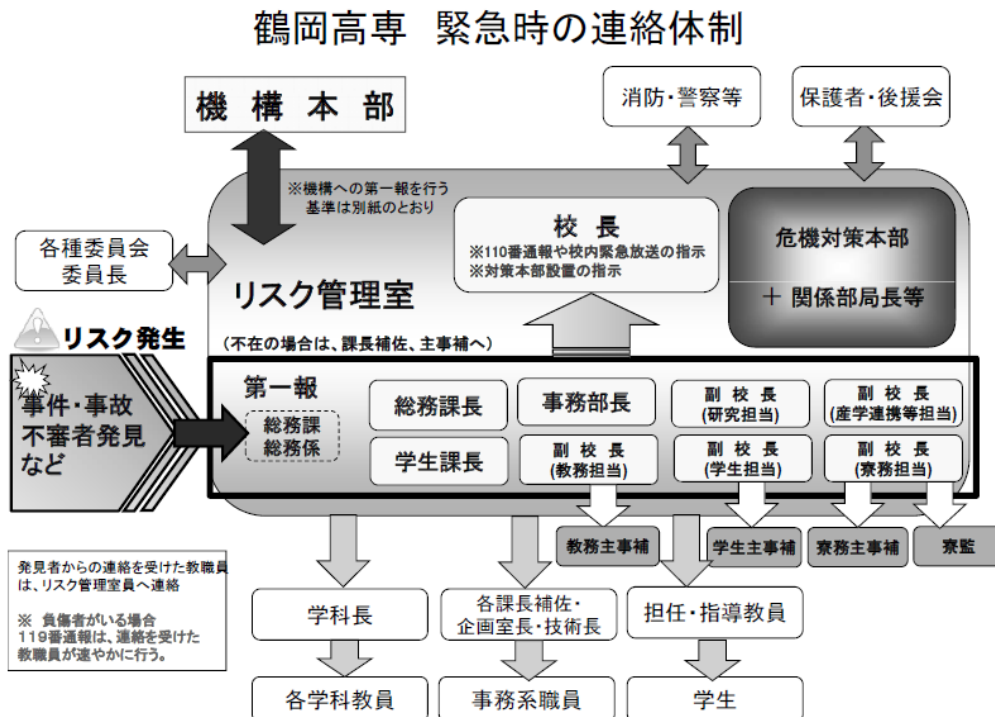 鶴岡高専 緊急時の連絡体制
機構本部
消防・警察等
保護者・後援会
※機構への第一報を行う
基準は別紙のとおり
校長
※110番通報や校内緊急放送の指示
※対策本部設置の指示
危機対策本部
＋関係部局長等
各種委員会
委員長
リスク管理室
リスク発生
(不在の場合は、課長補佐、主事補へ)
事件・事故
不審者発見
など
第一報
総務課
総務係
総務課長
事務部長
副校長
(研究担当)
副校長
(産学連携等担当)
学生課長
副校長
(教務担当)
副校長
(学生担当)
副校長
(寮務担当)
教務主事補
学生主事補
寮務主事補
寮監
発見者からの連絡を受けた教職員
は、リスク管理室員へ連絡
※ 負傷者がいる場合
119番通報は、連絡を受けた
教職員が速やかに行う。
学科長
各課長補佐・
企画室長・技術長
担任・指導教員
各学科教員
事務系職員
学生